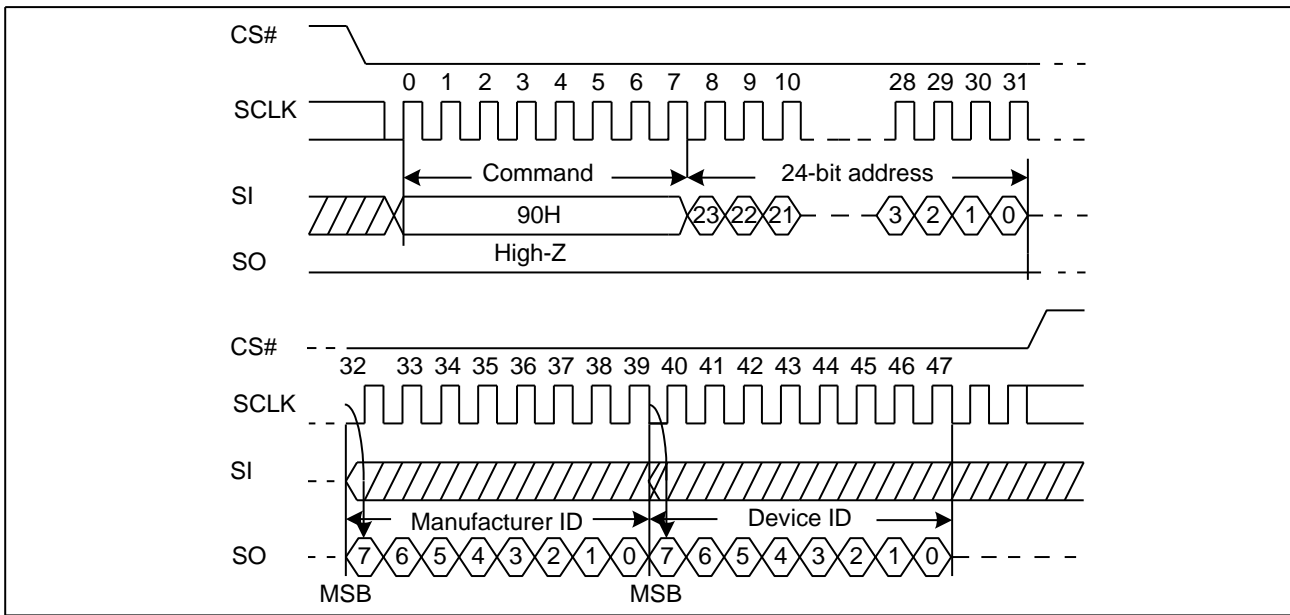 CS#
0 1 2 3 4 5 6 7 8 9 10 28 29 30 31
SCLK
Command 24-bit address
SI
90H 23 22 21 3 2 1 0
High-Z
SO
CS#
32 33 34 35 36 37 38 39 40 41 42 43 44 45 46 47
SCLK
SI
Manufacturer ID Device ID
SO 7 6 5 4 3 2 1 0 7 6 5 4 3 2 1 0
MSB MSB